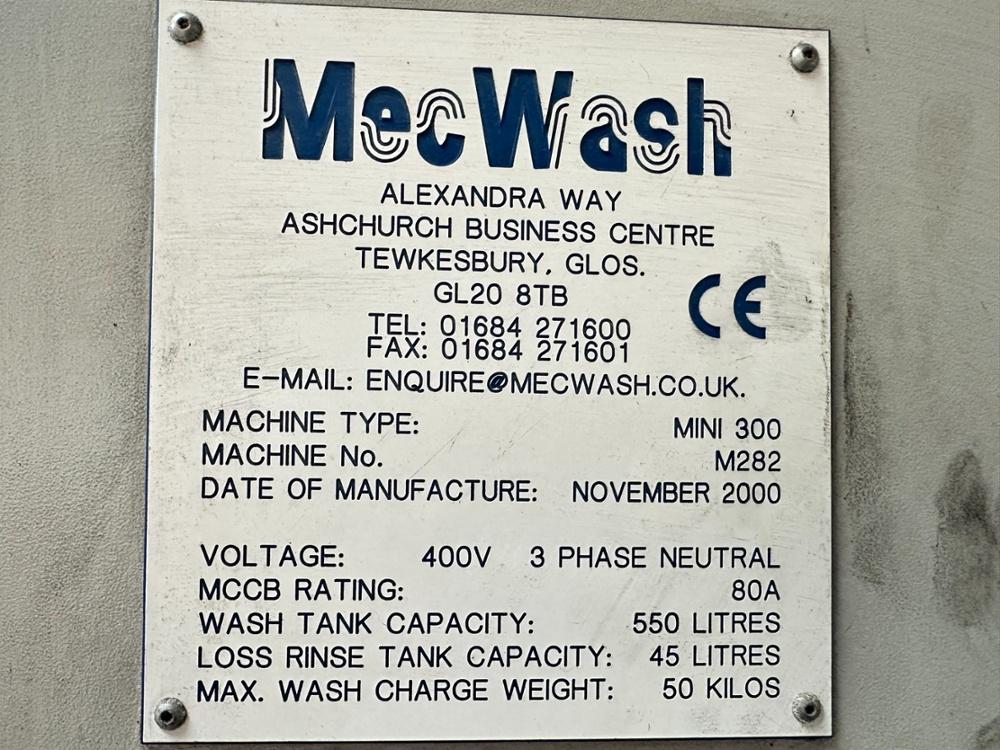 MecWash
ALEXANDRA WAY
ASHCHURCH BUSINESS CENTRE
TEWKESBURY, GLOS.
GL20 8TB
CE
TEL: 01684 271600
FAX: 01684 271601
E-MAIL: ENQUIRE@MECWASH.CO.UK.
MACHINE TYPE: MINI 300
MACHINE No. M282
DATE OF MANUFACTURE: NOVEMBER 2000
VOLTAGE: 400V 3 PHASE NEUTRAL
MCCB RATING: 80A
WASH TANK CAPACITY: 550 LITRES
LOSS RINSE TANK CAPACITY: 45 LITRES
MAX. WASH CHARGE WEIGHT: 50 KILOS